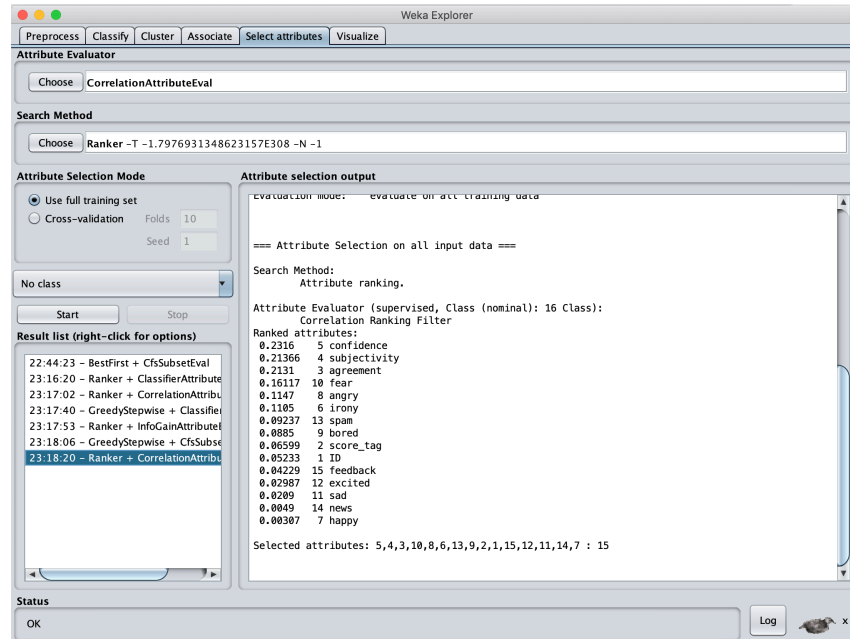 Weka Explorer
Preprocess Classify Cluster Associate Select attributes Visualize
Attribute Evaluator
Choose CorrelationAttributeEval
Search Method
Choose Ranker -T -1.7976931348623157E308 -N -1
Attribute Selection Mode
Use full training set
Cross-validation Folds 10
Seed 1
No class
Start Stop
Result list (right-click for options)
22:44:23 - BestFirst + CfsSubsetEval
23:16:20 - Ranker + ClassifierAttribute
23:17:02 - Ranker + CorrelationAttribu
23:17:40 - GreedyStepwise + Classifier
23:17:53 - Ranker + InfoGainAttributeE
23:18:06 - GreedyStepwise + CfsSubse
23:18:20 - Ranker + CorrelationAttribu
Attribute selection output
Evaluation mode: evaluate on all training data
=== Attribute Selection on all input data ===
Search Method:
Attribute ranking.
Attribute Evaluator (supervised, Class (nominal): 16 Class):
Correlation Ranking Filter
Ranked attributes:
0.2316 5 confidence
0.21366 4 subjectivity
0.2131 3 agreement
0.16117 10 fear
0.1147 8 angry
0.1105 6 irony
0.09237 13 spam
0.0885 9 bored
0.06599 2 score_tag
0.05233 1 ID
0.04229 15 feedback
0.02987 12 excited
0.0209 11 sad
0.0049 14 news
0.00307 7 happy
Selected attributes: 5,4,3,10,8,6,13,9,2,1,15,12,11,14,7 : 15
Status
OK
Log
x